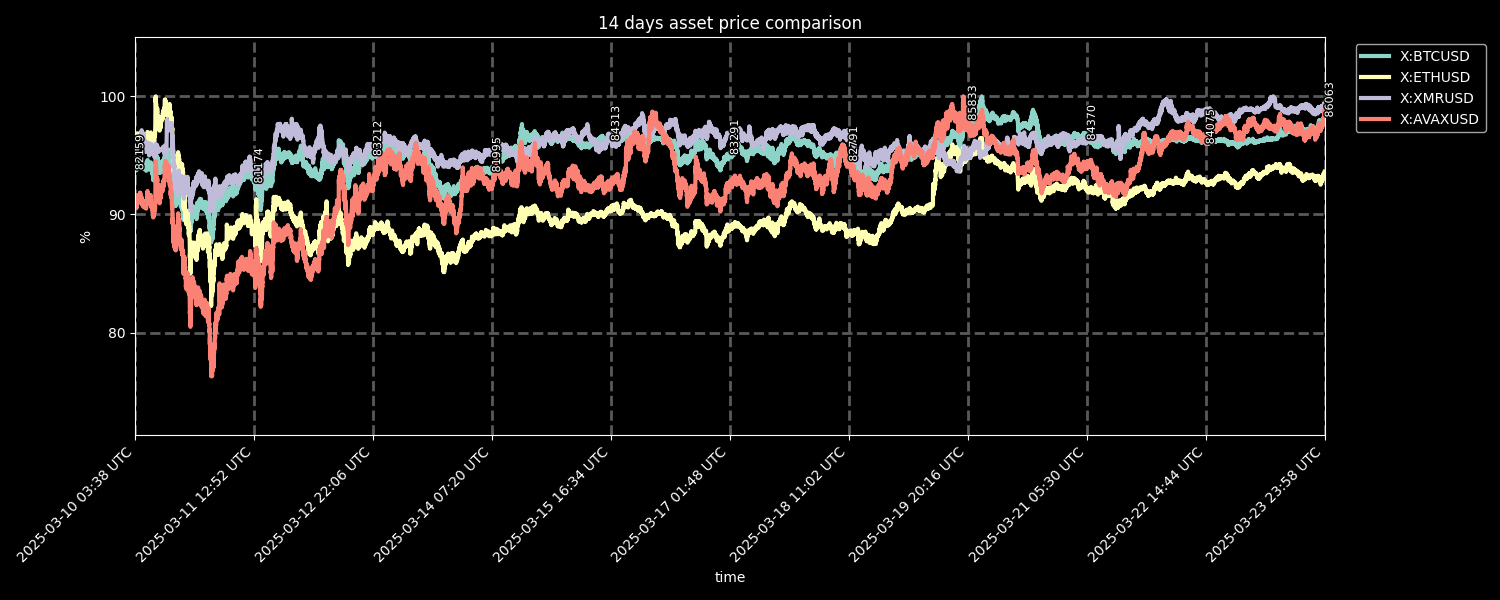 14 days asset price comparison
X:BTCUSD
X:ETHUSD
X:XMRUSD
X:AVAXUSD
100
90
80
%
81174
83212
81995
84313
83291
82791
85833
84370
84075
86063
2025-03-10 03:38 UTC
2025-03-11 12:52 UTC
2025-03-12 22:06 UTC
2025-03-14 07:20 UTC
2025-03-15 16:34 UTC
2025-03-17 01:48 UTC
2025-03-18 11:02 UTC
2025-03-19 20:16 UTC
2025-03-21 05:30 UTC
2025-03-22 14:44 UTC
2025-03-23 23:58 UTC
time